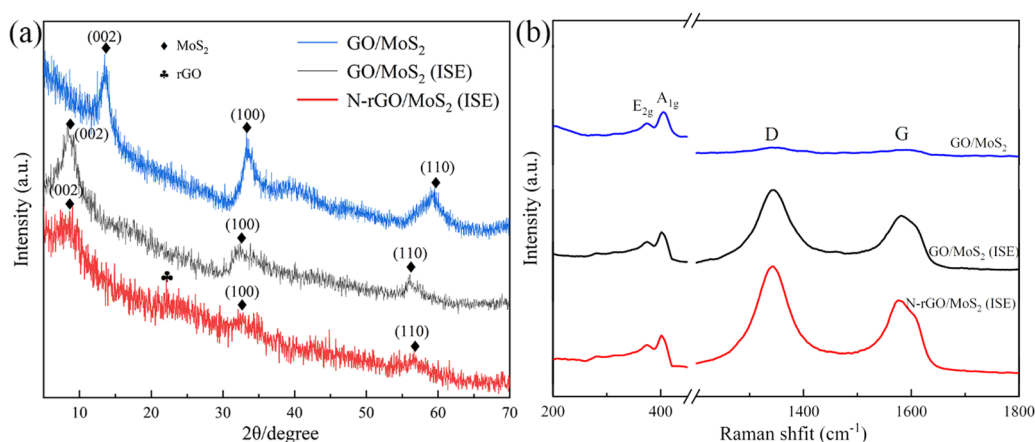 (a)
(002)
MoS₂
rGO
GO/MoS₂
GO/MoS₂ (ISE)
N-rGO/MoS₂ (ISE)
(002)
(100)
(110)
(002)
(100)
(110)
(100)
(110)
Intensity (a.u.)
10 20 30 40 50 60 70
2θ/degree
(b)
E₂g
A₁g
D
G
GO/MoS₂
GO/MoS₂ (ISE)
N-rGO/MoS₂ (ISE)
Intensity (a.u.)
200 400 1400 1600 1800
Raman shfit (cm⁻¹)